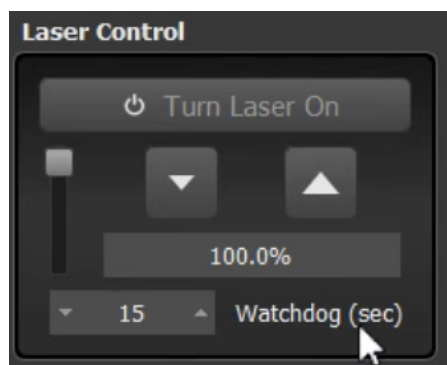 Laser Control
Turn Laser On
100.0%
15 Watchdog (sec)